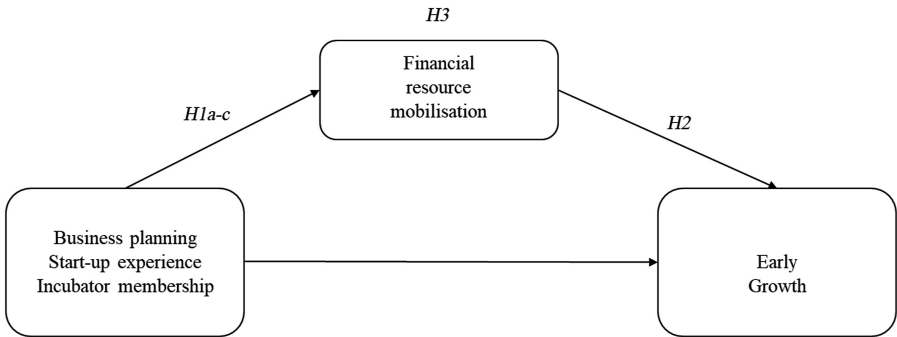 H3
Financial
resource
mobilisation
H1a-c
H2
Business planning
Start-up experience
Incubator membership
Early
Growth